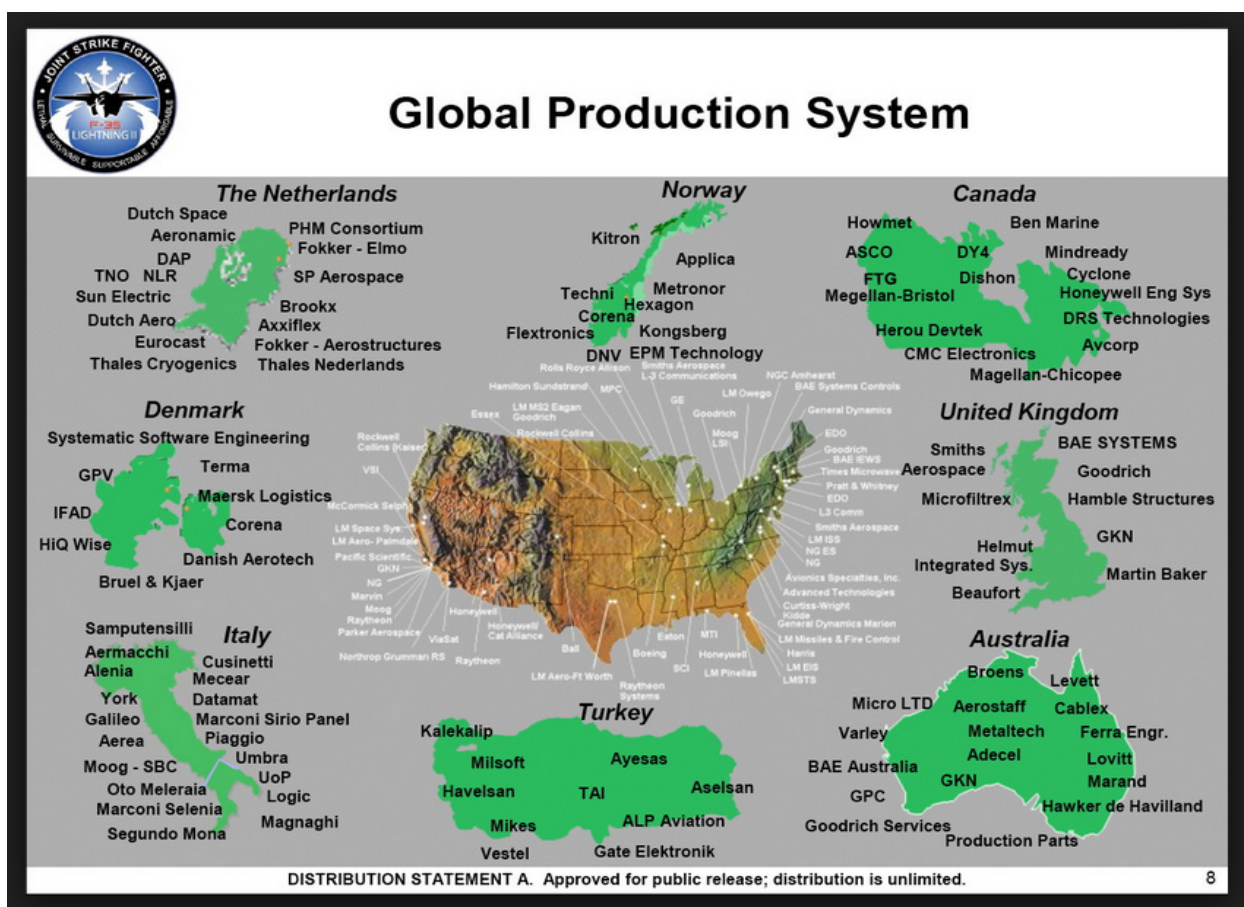 JOINT STRIKE FIGHTER
F-35
LIGHTNING II
LETHAL SURVIVABLE SUPPORTABLE AFFORDABLE
Global Production System
The Netherlands
Dutch Space
Aeronamic
DAP
TNO NLR
Sun Electric
Dutch Aero
Eurocast
Thales Cryogenics
PHM Consortium
Fokker - Elmo
SP Aerospace
Brookx
Axxiflex
Fokker - Aerostructures
Thales Nederlands
Norway
Kitron
Applica
Metronor
Techni
Hexagon
Corena
Flextronics
Kongsberg
DNV
EPM Technology
Canada
Howmet
Ben Marine
ASCO
DY4
Mindready
FTG
Dishon
Cyclone
Megellan-Bristol
Honeywell Eng Sys
DRS Technologies
Herou Devtek
Avcorp
CMC Electronics
Magellan-Chicopee
Denmark
Systematic Software Engineering
GPV
Terma
Maersk Logistics
IFAD
Corena
HiQ Wise
Danish Aerotech
Bruel & Kjaer
Rolls Royce Allison
Smiths Aerospace
L-3 Communications
NGC Amhearst
Hamilton Sundstrand
MPC
LM Owego
BAE Systems Controls
GE
Essex
LM MS2 Eagan
Goodrich
Goodrich
General Dynamics
Rockwell Collins
Moog
LSI
EDO
Rockwell
Collins (Kaiser)
Goodrich
BAE IEWS
VSI
Times Microwave
Pratt & Whitney
EDO
McCormick Selph
L3 Comm
Smiths Aerospace
LM Space Sys
LM Aero- Palmdale
LM ISS
NG ES
NG
Pacific Scientific
GKN
NG
Marvin
Moog
Raytheon
Parker Aerospace
Northrop Grumman RS
ViaSat
Honeywell
Raytheon
Honeywell/
Cat Alliance
Ball
LM Aero-Ft Worth
Raytheon
Systems
Boeing
Eaton
SCI
MTI
Honeywell
LM Pinellas
Avionics Specialties, Inc.
Advanced Technologies
Curtiss-Wright
Kidde
General Dynamics Marion
LM Missiles & Fire Control
Harris
LM EIS
LMSTS
United Kingdom
Smiths
Aerospace
BAE SYSTEMS
Goodrich
Microfiltrex
Hamble Structures
GKN
Helmut
Integrated Sys.
Martin Baker
Beaufort
Italy
Samputensilli
Aermacchi
Alenia
Cusinetti
Mecear
York
Datamat
Galileo
Marconi Sirio Panel
Aerea
Piaggio
Umbra
Moog - SBC
UoP
Oto Meleraia
Logic
Marconi Selenia
Magnaghi
Segundo Mona
Turkey
Kalekalip
Milsoft
Ayesas
Havelsan
TAI
Aselsan
Mikes
ALP Aviation
Vestel
Gate Elektronik
Australia
Broens
Levett
Micro LTD
Aerostaff
Cablex
Varley
Metaltech
Ferra Engr.
Adecel
Lovitt
BAE Australia
GKN
Marand
GPC
Hawker de Havilland
Goodrich Services
Production Parts
DISTRIBUTION STATEMENT A. Approved for public release; distribution is unlimited.
8